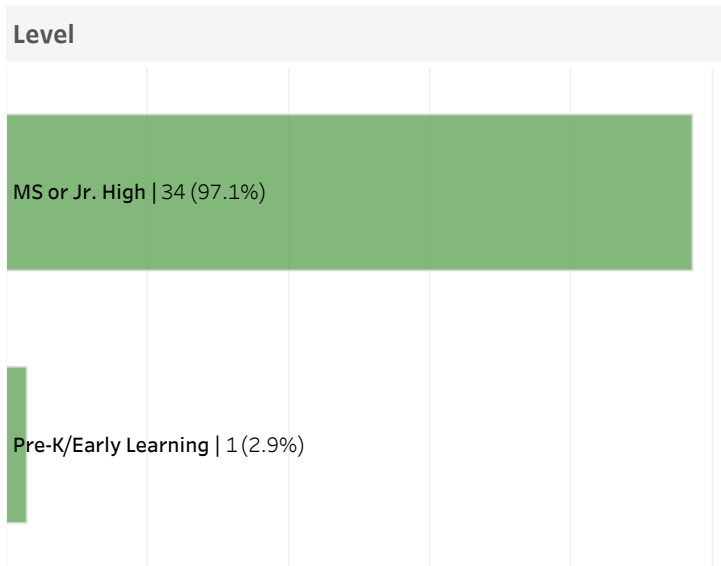 Level
MS or Jr. High | 34 (97.1%)
Pre-K/Early Learning | 1 (2.9%)